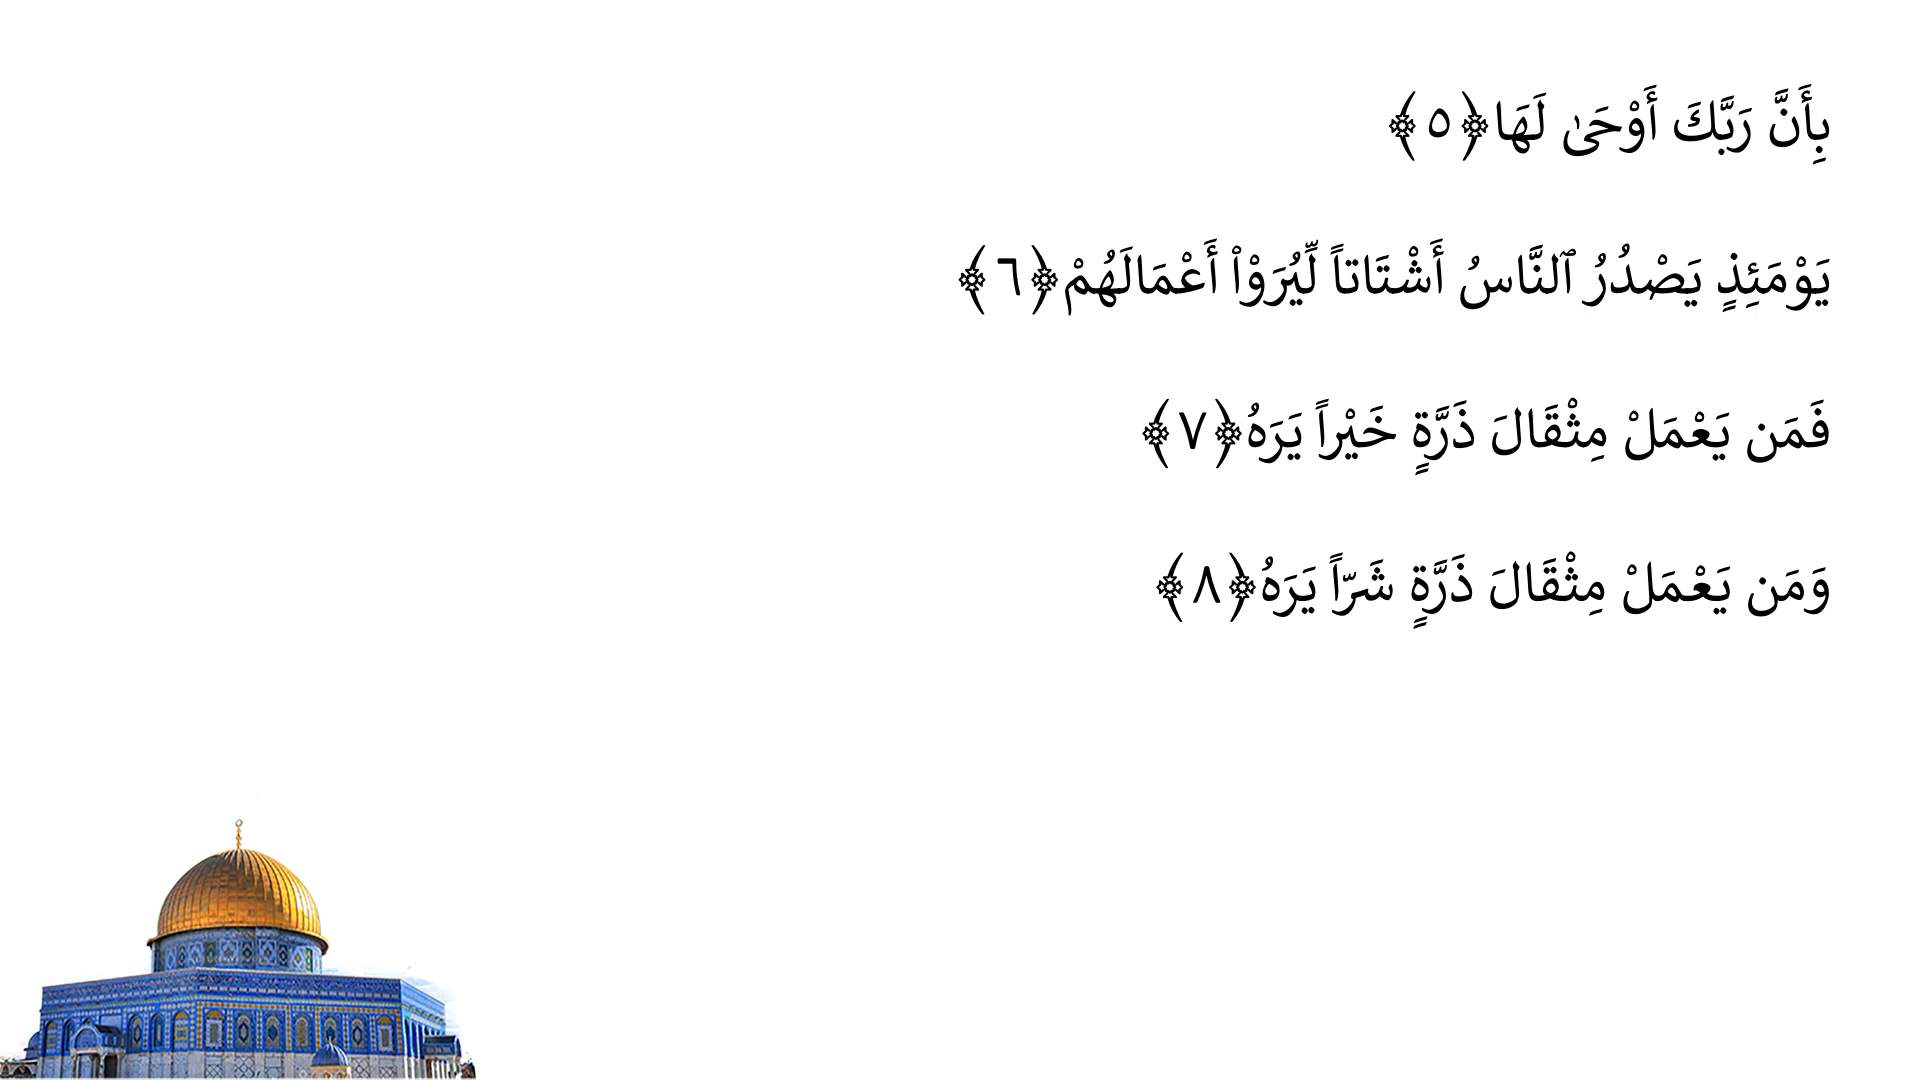 بِأَنَّ رَبَّكَ أَوْحَىٰ لَهَا﴿٥﴾
يَوْمَئِذٍ يَصْدُرُ ٱلنَّاسُ أَشْتَاتاً لِّيُرَوْا۟ أَعْمَالَهُمْ﴿٦﴾
فَمَن يَعْمَلْ مِثْقَالَ ذَرَّةٍ خَيْراً يَرَهُ﴿٧﴾
وَمَن يَعْمَلْ مِثْقَالَ ذَرَّةٍ شَرّاً يَرَهُ﴿٨﴾